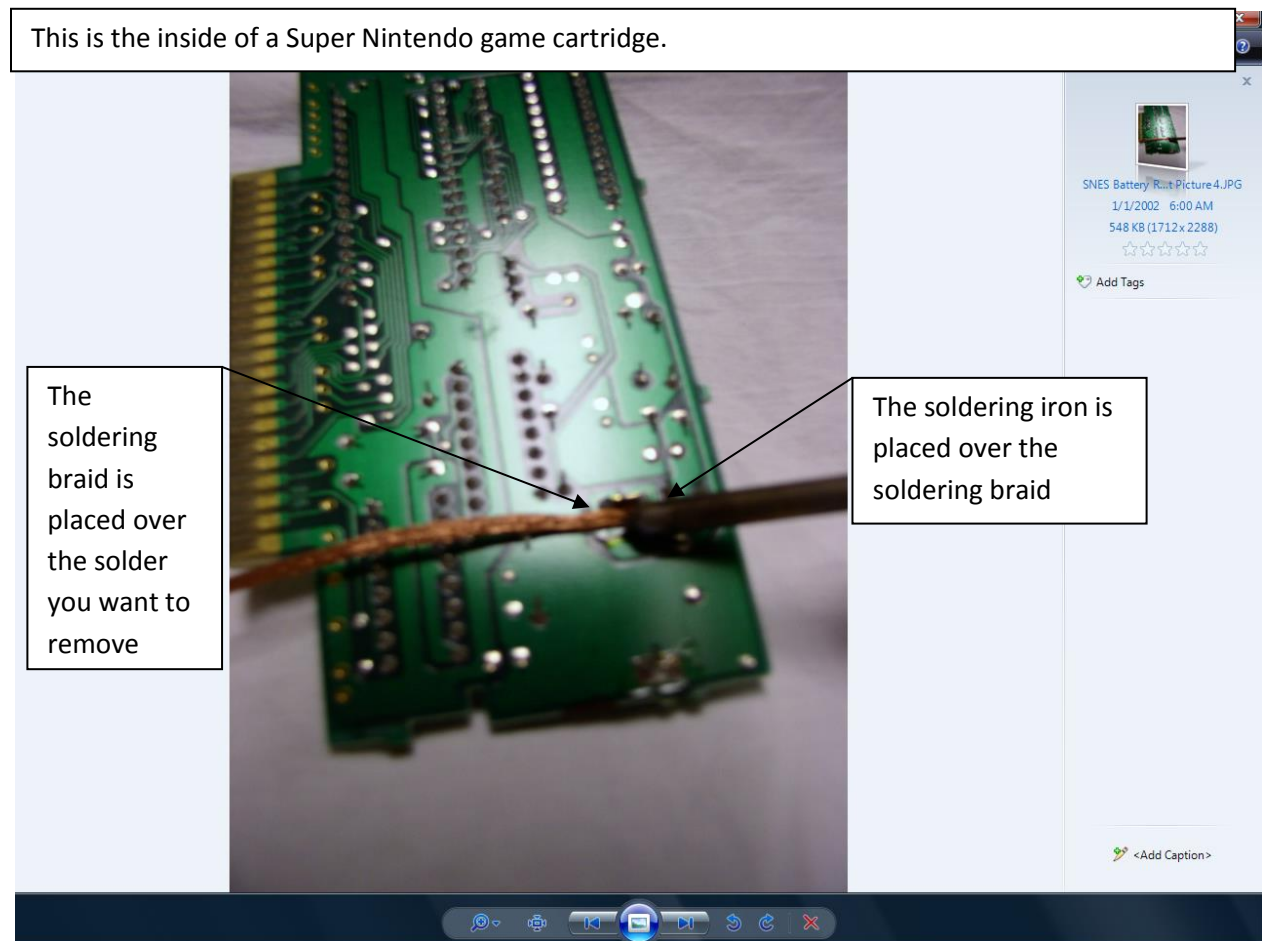 This is the inside of a Super Nintendo game cartridge.
x
SNES Battery R...t Picture 4.JPG
1/1/2002 6:00 AM
548 KB (1712 x 2288)
Add Tags
The
soldering
braid is
placed over
the solder
you want to
remove
The soldering iron is
placed over the
soldering braid
<Add Caption>